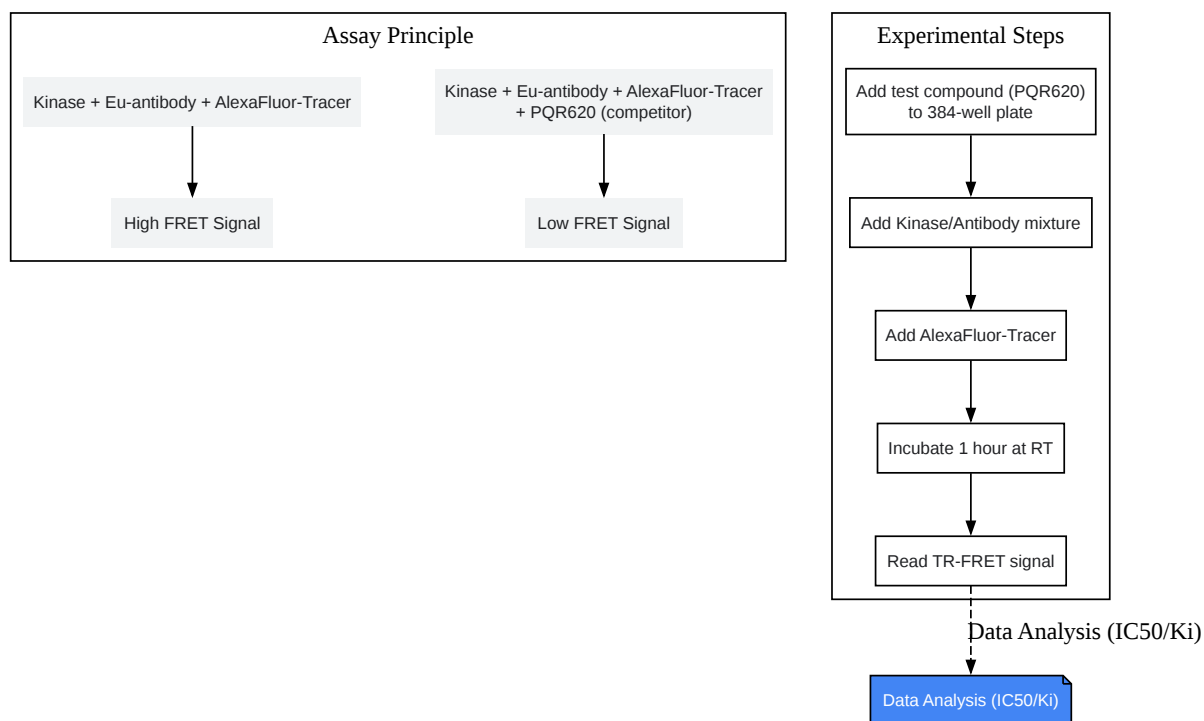 Assay Principle
Kinase + Eu-antibody + AlexaFluor-Tracer
High FRET Signal
Kinase + Eu-antibody + AlexaFluor-Tracer
+ PQR620 (competitor)
Low FRET Signal
Experimental Steps
Add test compound (PQR620)
to 384-well plate
Add Kinase/Antibody mixture
Add AlexaFluor-Tracer
Incubate 1 hour at RT
Read TR-FRET signal
Data Analysis (IC50/Ki)
Data Analysis (IC50/Ki)